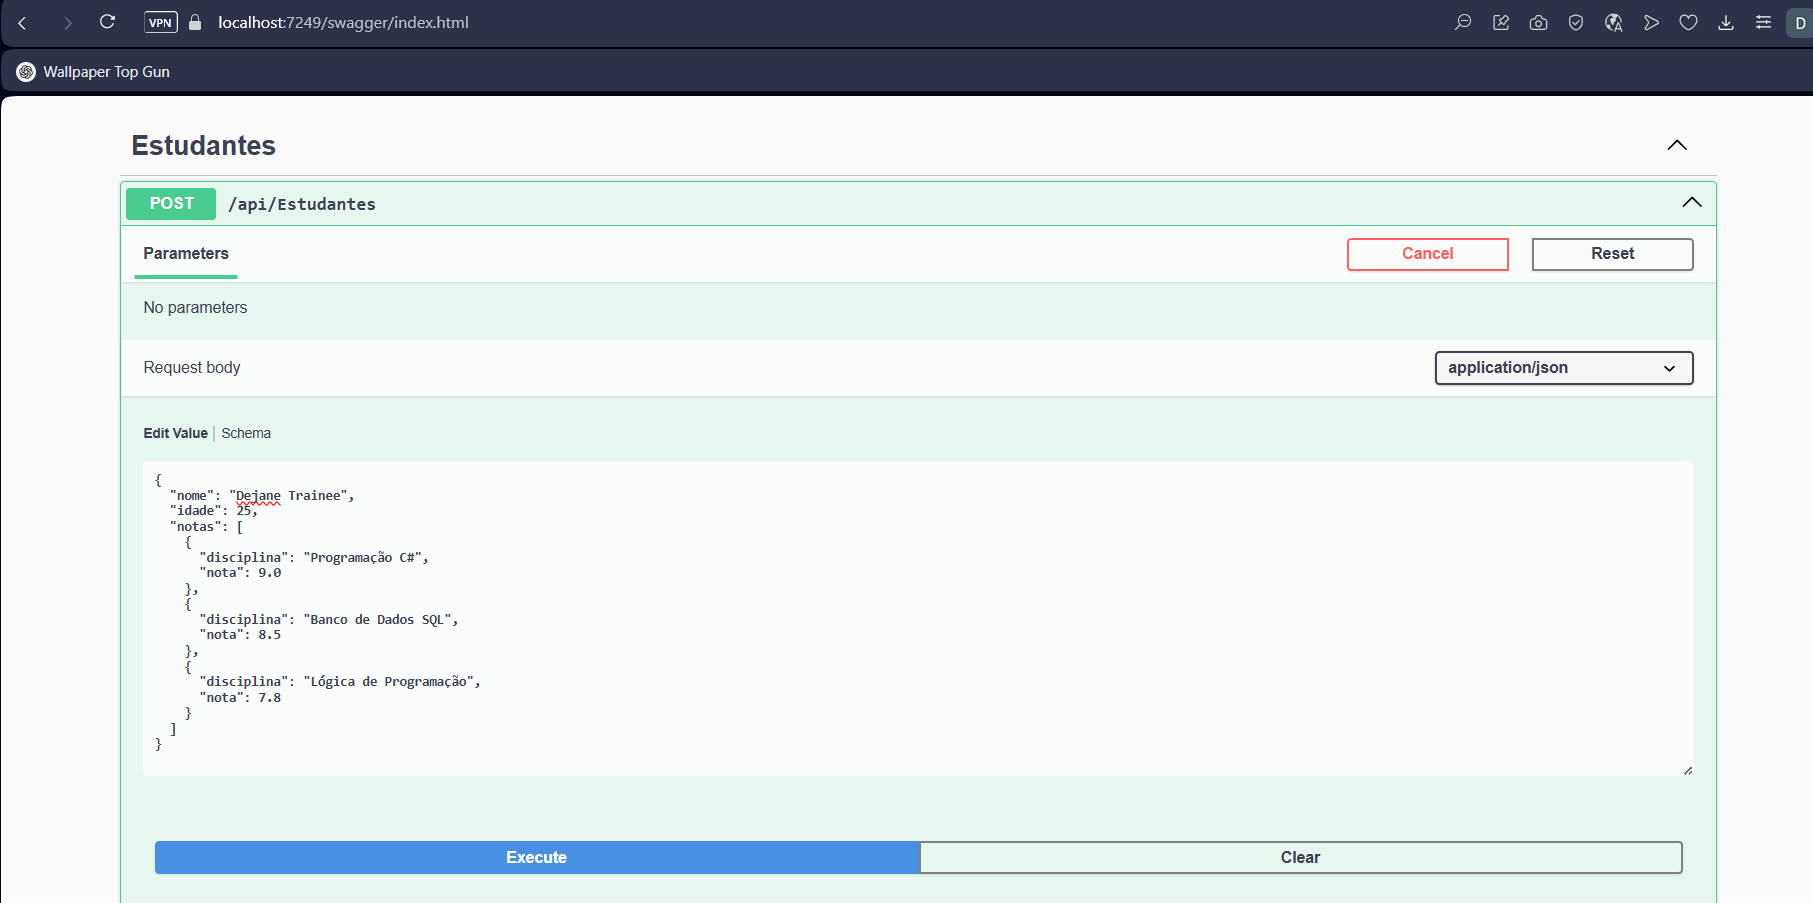 VPN localhost:7249/swagger/index.html D
Wallpaper Top Gun
Estudantes
POST /api/Estudantes
Parameters Cancel Reset
No parameters
Request body application/json
Edit Value Schema
{
  "nome": "Dejane Trainee",
  "idade": 25,
  "notas": [
    {
      "disciplina": "Programação C#",
      "nota": 9.0
    },
    {
      "disciplina": "Banco de Dados SQL",
      "nota": 8.5
    },
    {
      "disciplina": "Lógica de Programação",
      "nota": 7.8
    }
  ]
}
Execute Clear